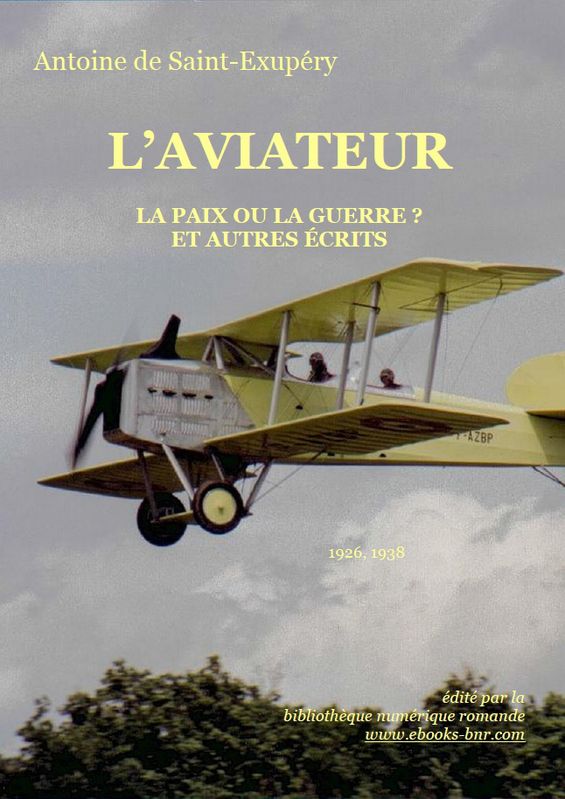 Antoine de Saint-Exupéry
L’AVIATEUR
LA PAIX OU LA GUERRE ?
ET AUTRES ÉCRITS
F-AZBP
1926, 1938
édité par la
bibliothèque numérique romande
www.ebooks-bnr.com